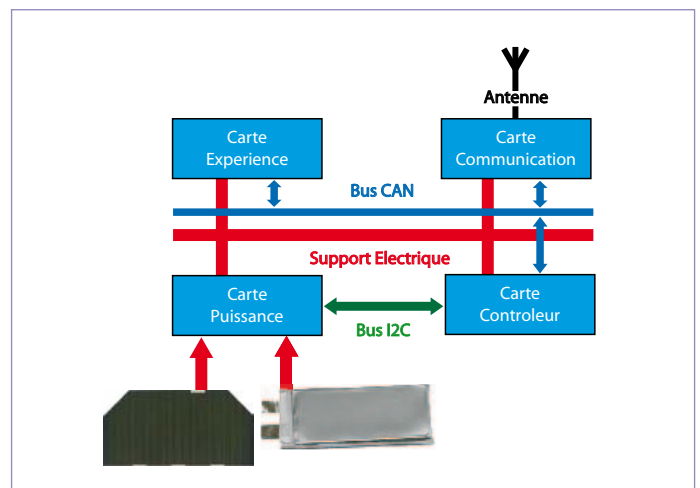 Antenne
Carte
Experience
Carte
Communication
Bus CAN
Support Electrique
Carte
Puissance
Bus I2C
Carte
Controleur